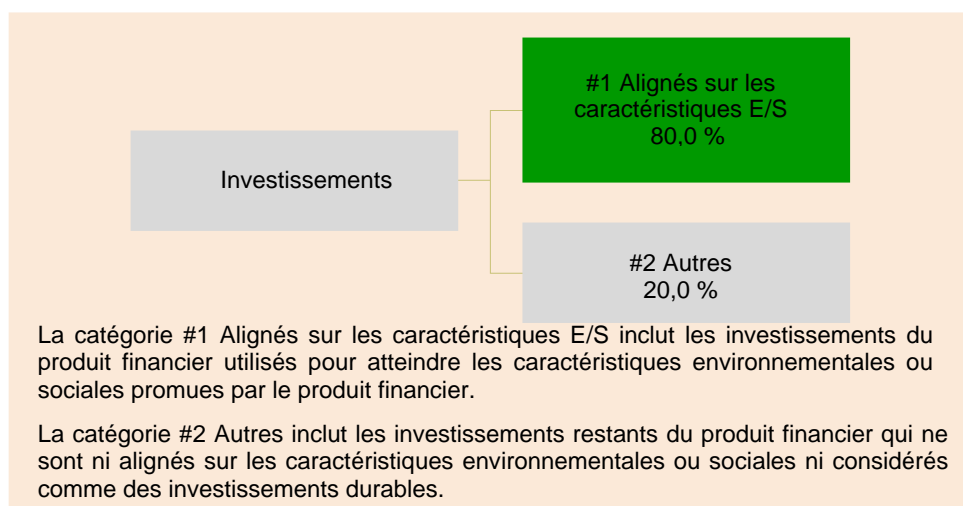 #1 Alignés sur les
caractéristiques E/S
80,0 %
Investissements
#2 Autres
20,0 %
La catégorie #1 Alignés sur les caractéristiques E/S inclut les investissements du
produit financier utilisés pour atteindre les caractéristiques environnementales ou
sociales promues par le produit financier.
La catégorie #2 Autres inclut les investissements restants du produit financier qui ne
sont ni alignés sur les caractéristiques environnementales ou sociales ni considérés
comme des investissements durables.